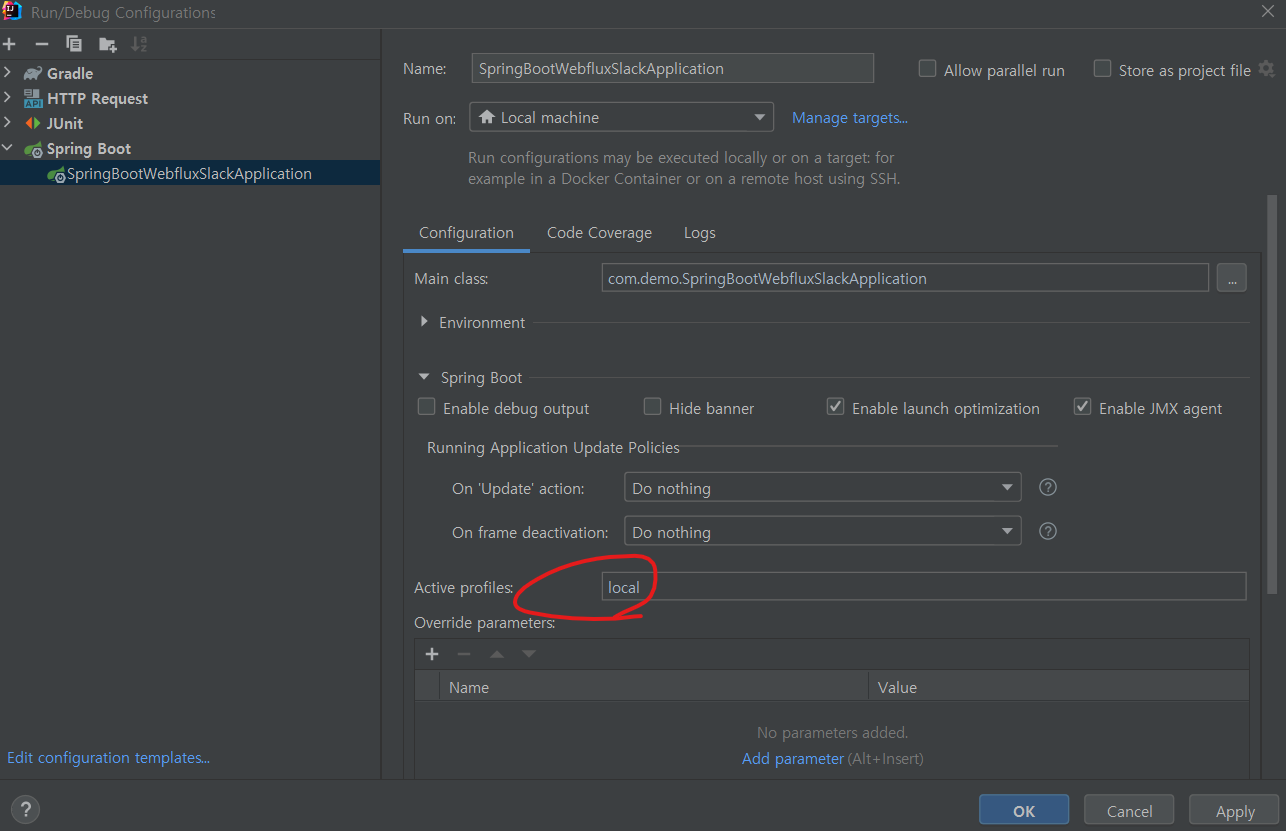 Run/Debug Configurations
Gradle
HTTP Request
JUnit
Spring Boot
SpringBootWebfluxSlackApplication
Edit configuration templates...
Name:
SpringBootWebfluxSlackApplication
Allow parallel run
Store as project file
Run on:
Local machine
Manage targets...
Run configurations may be executed locally or on a target: for
example in a Docker Container or on a remote host using SSH.
Configuration
Code Coverage
Logs
Main class:
com.demo.SpringBootWebfluxSlackApplication
...
Environment
Spring Boot
Enable debug output
Hide banner
Enable launch optimization
Enable JMX agent
Running Application Update Policies
On 'Update' action:
Do nothing
?
On frame deactivation:
Do nothing
?
Active profiles:
local
Override parameters:
Name
Value
No parameters added.
Add parameter (Alt+Insert)
?
OK
Cancel
Apply